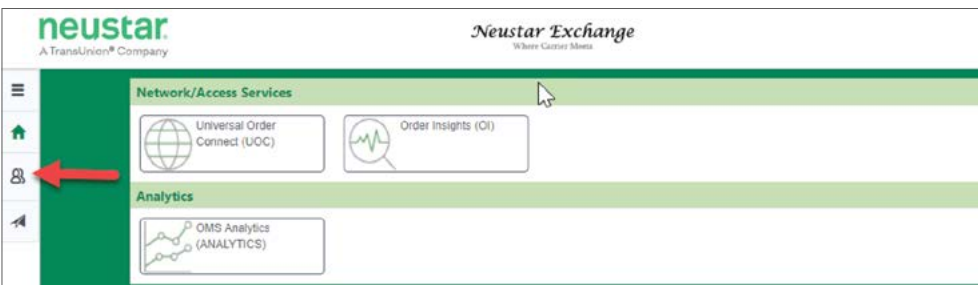 neustar
A TransUnion® Company
Neustar Exchange
Where Carrier Meets
Network/Access Services
Universal Order
Connect (UOC)
Order Insights (OI)
Analytics
OMS Analytics
(ANALYTICS)